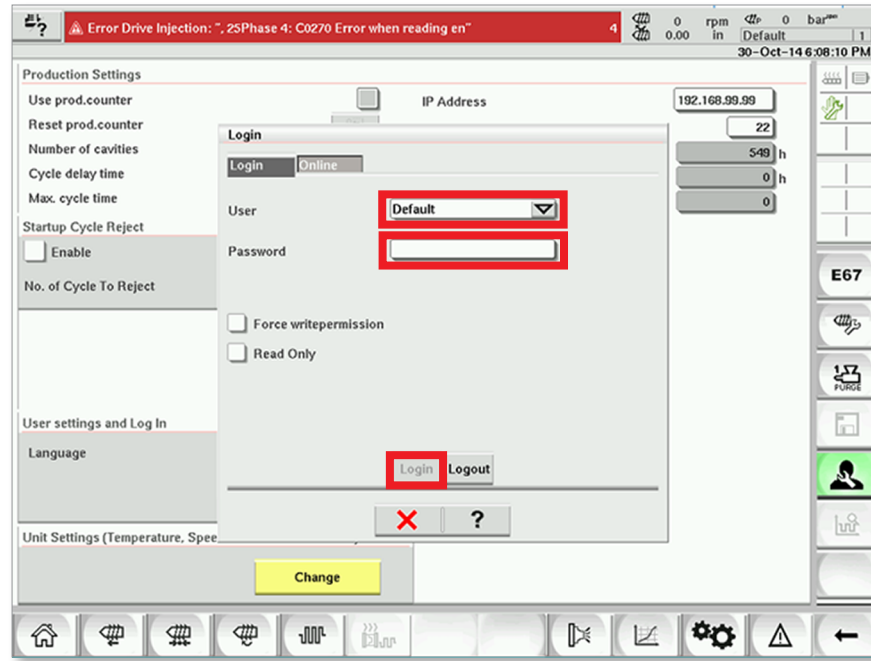 Error Drive Injection: ", 25Phase 4: C0270 Error when reading en" 4
0 rpm 0 bar
0.00 in Default 1
30-Oct-14 6:08:10 PM
Production Settings
Use prod.counter
IP Address 192.168.99.99
Reset prod.counter
22
Number of cavities
549 h
Cycle delay time
0 h
Max. cycle time
0
Startup Cycle Reject
Enable
No. of Cycle To Reject
User settings and Log In
Language
Unit Settings (Temperature, Spee
Change
Login
Login Online
User Default
Password
Force writepermission
Read Only
Login Logout
?
E67
PURGE